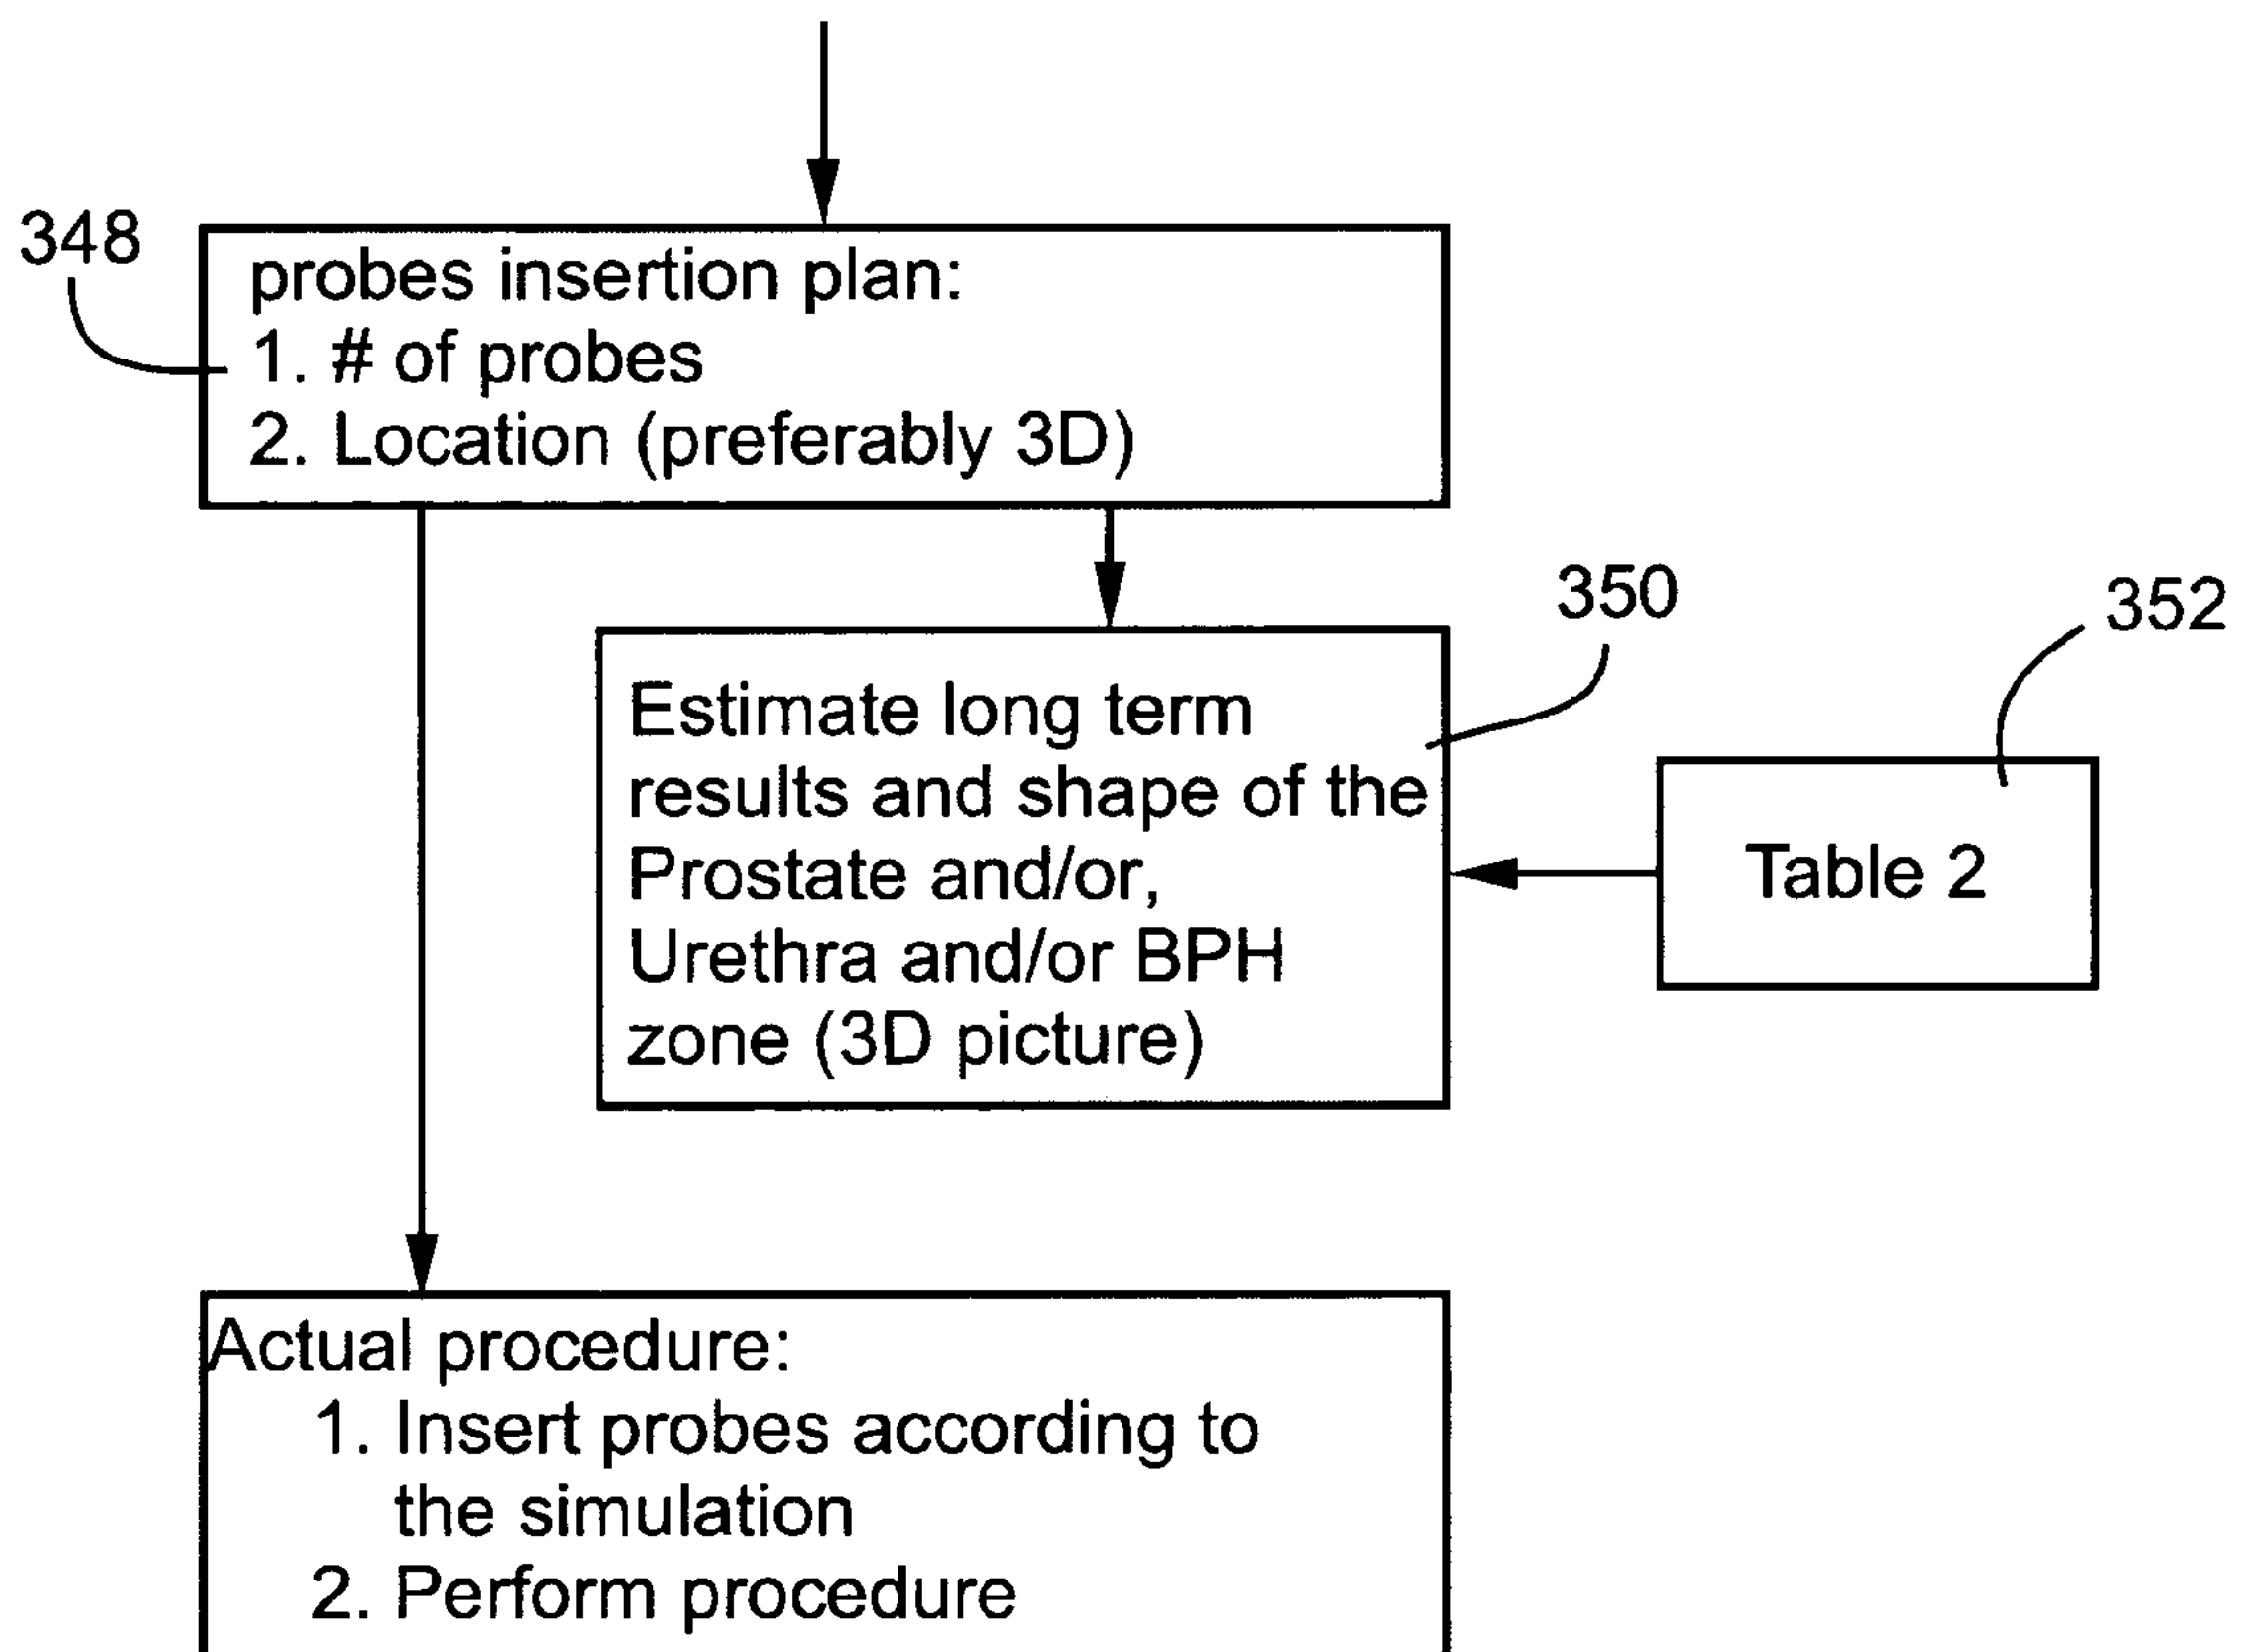 348
probes insertion plan:
1. # of probes
2. Location (preferably 3D)
350
352
Estimate long term
results and shape of the
Prostate and/or,
Urethra and/or BPH
zone (3D picture)
Table 2
Actual procedure:
1. Insert probes according to
the simulation
2. Perform procedure